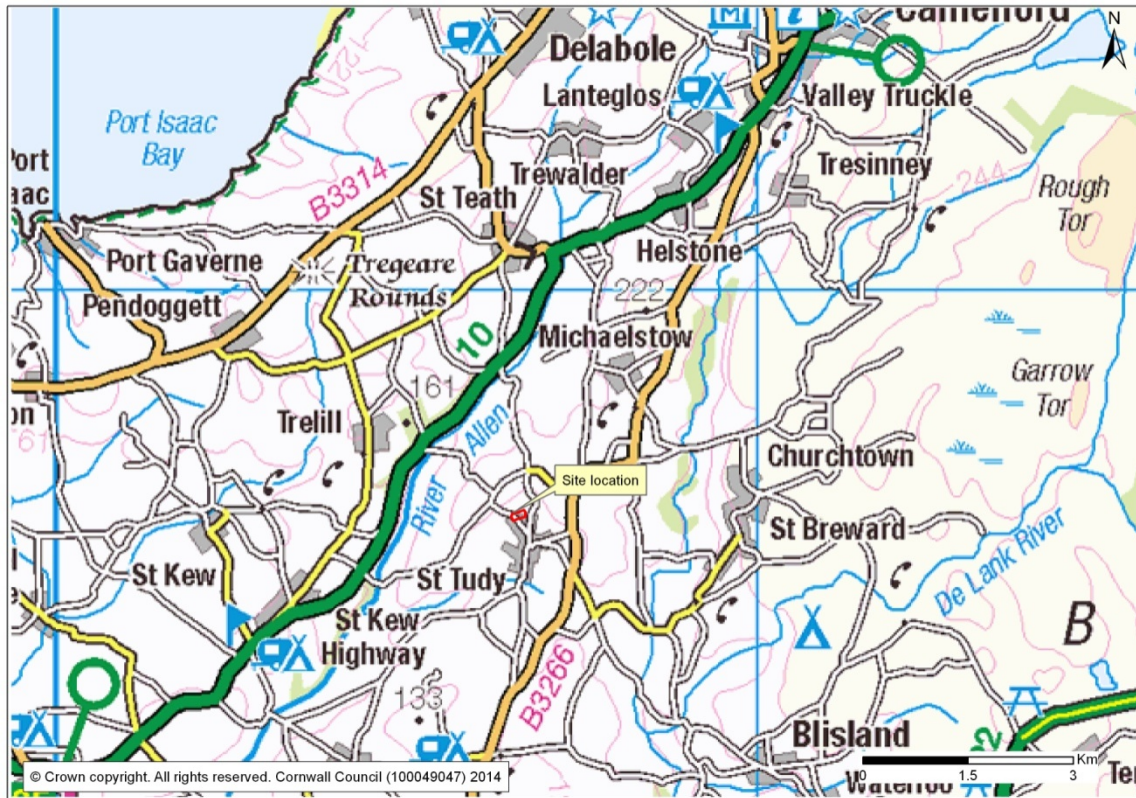 Camelford
N
Delabole
Lanteglos
Valley Truckle
Port Isaac
Bay
122
Port
Isaac
B3314
Trewalder
Tresinney
244
Rough
Tor
St Teath
Port Gaverne
Tregeare
Rounds
Helstone
Pendoggett
222
10
Michaelstow
Garrow
Tor
161
Trelill
River Allen
Churchtown
Site location
St Breward
De Lank River
St Kew
St Tudy
B
St Kew
Highway
133
B3266
Blisland
Km
0 1.5 3
© Crown copyright. All rights reserved. Cornwall Council (100049047) 2014